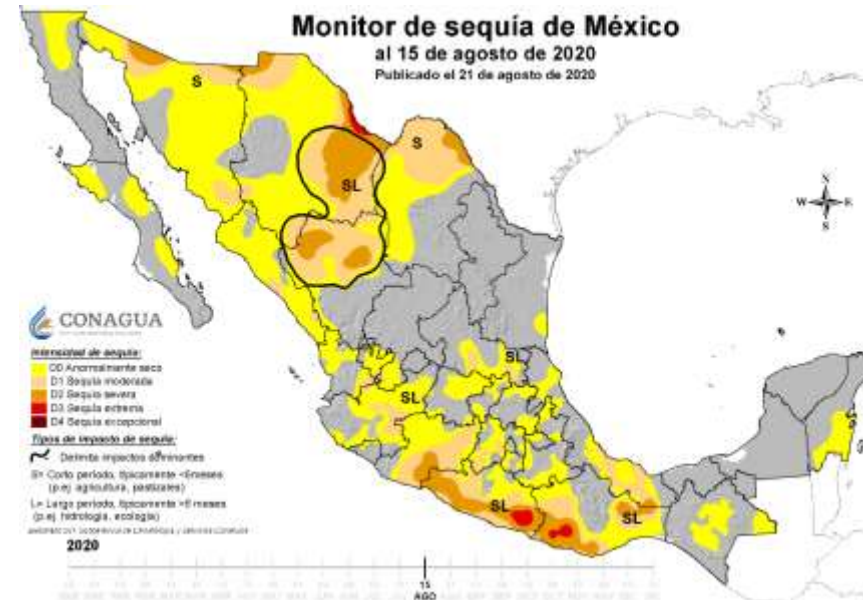 Monitor de sequía de México
al 15 de agosto de 2020
Publicado el 21 de agosto de 2020
S
S
SL
N
W E
S
CONAGUA
Intensidad de sequía:
D0 Anormalmente seco
D1 Sequía moderada
D2 Sequía severa
D3 Sequía extrema
D4 Sequía excepcional
SL
SL
SL
SL
Tipos de impacto de sequía:
Delimita impactos dominantes
S= Corto período, típicamente <6meses
(p.ej. agricultura, pastizales)
L= Largo período, típicamente >6 meses
(p.ej. hidrología, ecología)
2020
15
AGO